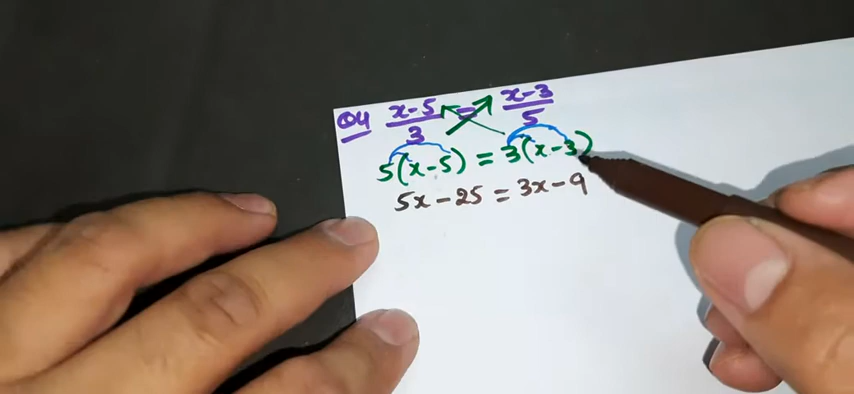 Q4 x-5/3 = x-3/5
5(x-5) = 3(x-3)
5x-25 = 3x-9